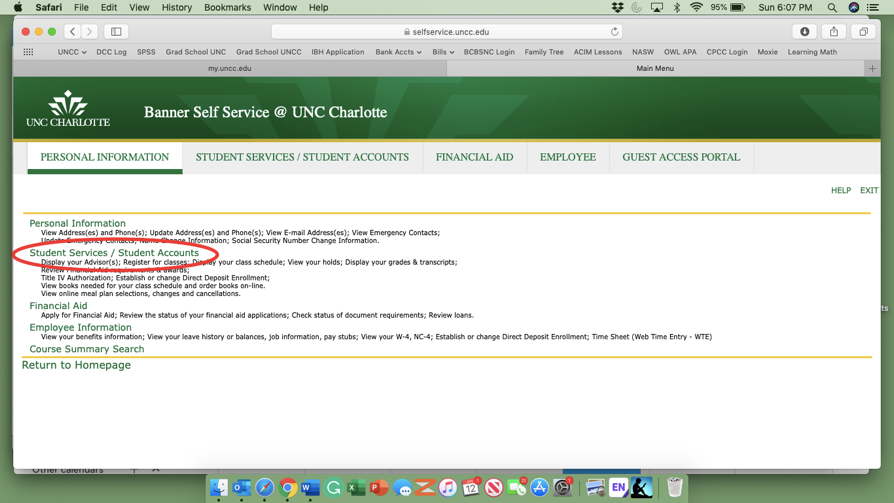 Safari File Edit View History Bookmarks Window Help 95% Sun 6:07 PM
selfservice.uncc.edu
UNCC DCC Log SPSS Grad School UNC Grad School UNCC IBH Application Bank Accts Bills BCBSNC Login Family Tree ACIM Lessons NASW OWL APA CPCC Login Moxie Learning Math
my.uncc.edu Main Menu
UNC CHARLOTTE
Banner Self Service @ UNC Charlotte
PERSONAL INFORMATION STUDENT SERVICES / STUDENT ACCOUNTS FINANCIAL AID EMPLOYEE GUEST ACCESS PORTAL
HELP EXIT
Personal Information
View Address(es) and Phone(s); Update Address(es) and Phone(s); View E-mail Address(es); View Emergency Contacts;
Update Emergency Contacts; Name Change Information; Social Security Number Change Information.
Student Services / Student Accounts
Display your Advisor(s); Register for classes; Display your class schedule; View your holds; Display your grades & transcripts;
Review Financial Aid requirements & awards;
Title IV Authorization; Establish or change Direct Deposit Enrollment;
View books needed for your class schedule and order books on-line.
View online meal plan selections, changes and cancellations.
Financial Aid
Apply for Financial Aid; Review the status of your financial aid applications; Check status of document requirements; Review loans.
Employee Information
View your benefits information; View your leave history or balances, job information, pay stubs; View your W-4, NC-4; Establish or change Direct Deposit Enrollment; Time Sheet (Web Time Entry - WTE)
Course Summary Search
Return to Homepage
Other calendars
12
EN